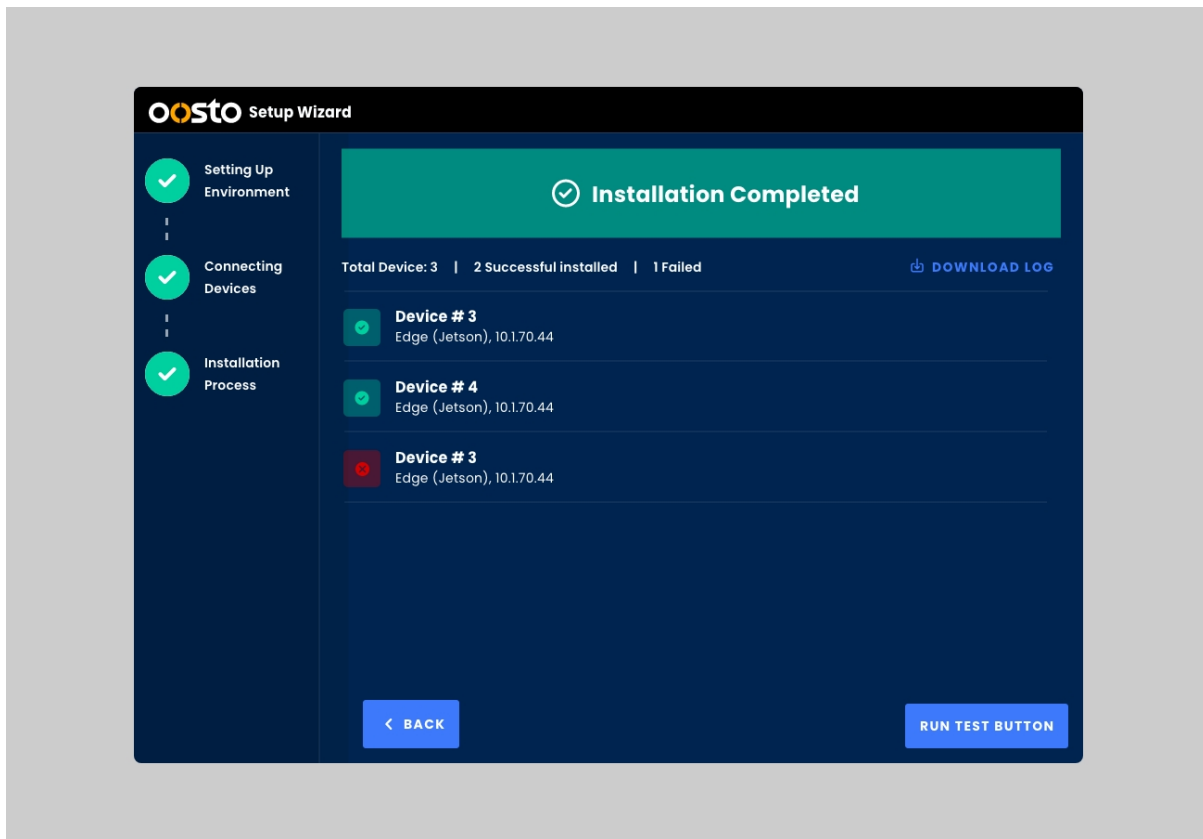 oosto Setup Wizard
Setting Up
Environment
Connecting
Devices
Installation
Process
Installation Completed
Total Device: 3 | 2 Successful installed | 1 Failed
DOWNLOAD LOG
Device # 3
Edge (Jetson), 10.1.70.44
Device # 4
Edge (Jetson), 10.1.70.44
Device # 3
Edge (Jetson), 10.1.70.44
BACK
RUN TEST BUTTON